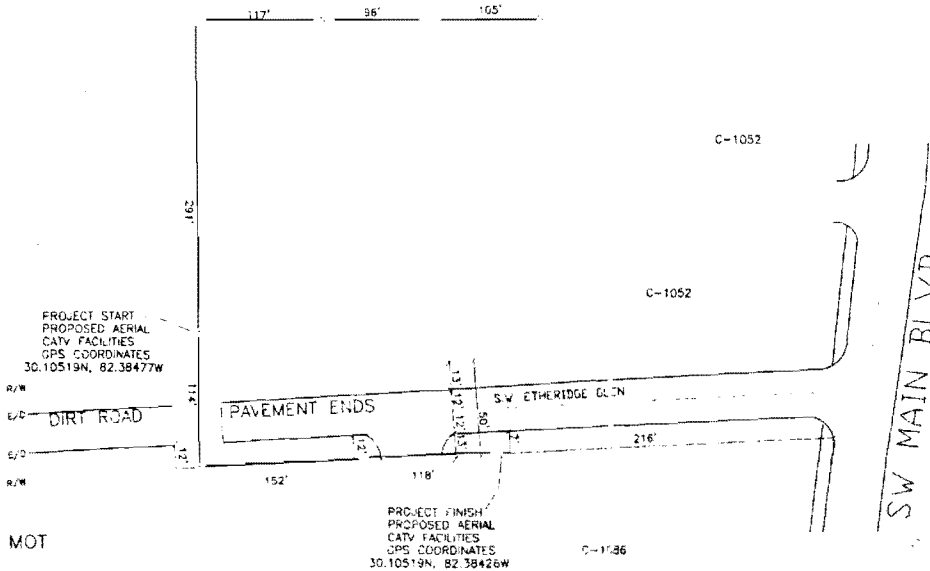 117' 96' 105'
C-1052
291'
C-1052
PROJECT START
PROPOSED AERIAL
CATV FACILITIES
GPS COORDINATES
30.10519N, 82.38477W
R/W
E/D
DIRT ROAD
E/D
R/W
114'
12'
PAVEMENT ENDS
13'
12'
12'
13'
50'
S.W. ETHERIDGE GLEN
12'
2'
216'
152'
118'
PROJECT FINISH
PROPOSED AERIAL
CATV FACILITIES
GPS COORDINATES
30.10519N, 82.38426W
MOT
C-1086
SW MAIN BLVD